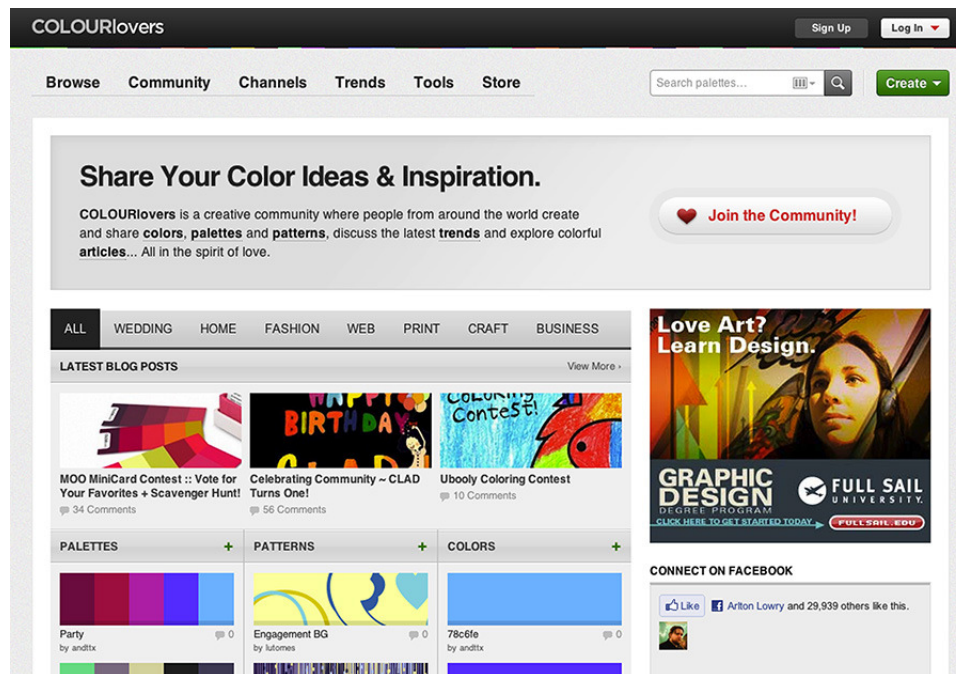 COLOURlovers
Sign Up
Log In
Browse
Community
Channels
Trends
Tools
Store
Search palettes...
Create
Share Your Color Ideas & Inspiration.
COLOURlovers is a creative community where people from around the world create
and share colors, palettes and patterns, discuss the latest trends and explore colorful
articles... All in the spirit of love.
Join the Community!
ALL
WEDDING
HOME
FASHION
WEB
PRINT
CRAFT
BUSINESS
LATEST BLOG POSTS
View More ›
HAPPY
BIRTHDAY
CLAD
COLORING
Contest!
MOO MiniCard Contest :: Vote for
Your Favorites + Scavenger Hunt!
34 Comments
Celebrating Community ~ CLAD
Turns One!
56 Comments
Ubooly Coloring Contest
10 Comments
PALETTES +
PATTERNS +
COLORS +
Party
0
by andttx
Engagement BG
0
by lutomes
78c6fe
0
by andttx
Love Art?
Learn Design.
GRAPHIC
DESIGN
DEGREE PROGRAM
CLICK HERE TO GET STARTED TODAY
FULL SAIL
UNIVERSITY.
FULLSAIL.EDU
CONNECT ON FACEBOOK
Like
Arlton Lowry and 29,939 others like this.